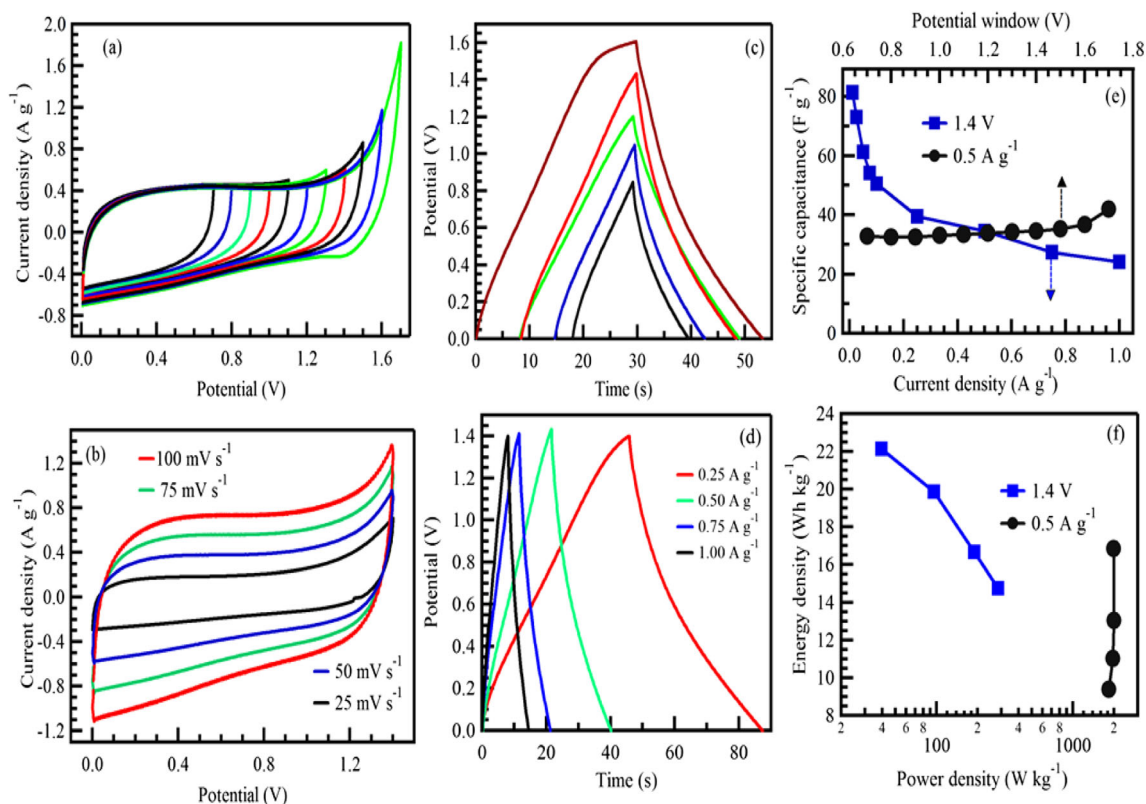 (a)
Current density (A g⁻¹)
2.0
1.6
1.2
0.8
0.4
0.0
-0.4
-0.8
0.0 0.4 0.8 1.2 1.6
Potential (V)
(c)
Potential (V)
1.6
1.4
1.2
1.0
0.8
0.6
0.4
0.2
0.0
0 10 20 30 40 50
Time (s)
Potential window (V)
0.6 0.8 1.0 1.2 1.4 1.6 1.8
(e)
1.4 V
0.5 A g⁻¹
Specific capacitance (F g⁻¹)
80
60
40
20
0
0.0 0.2 0.4 0.6 0.8 1.0
Current density (A g⁻¹)
(b)
100 mV s⁻¹
75 mV s⁻¹
50 mV s⁻¹
25 mV s⁻¹
Current density (A g⁻¹)
1.2
0.8
0.4
0.0
-0.4
-0.8
-1.2
0.0 0.4 0.8 1.2
Potential (V)
(d)
0.25 A g⁻¹
0.50 A g⁻¹
0.75 A g⁻¹
1.00 A g⁻¹
Potential (V)
1.4
1.2
1.0
0.8
0.6
0.4
0.2
0.0
0 20 40 60 80
Time (s)
(f)
1.4 V
0.5 A g⁻¹
Energy density (Wh kg⁻¹)
24
22
20
18
16
14
12
10
8
2 4 6 8 100 2 4 6 8 1000 2
Power density (W kg⁻¹)